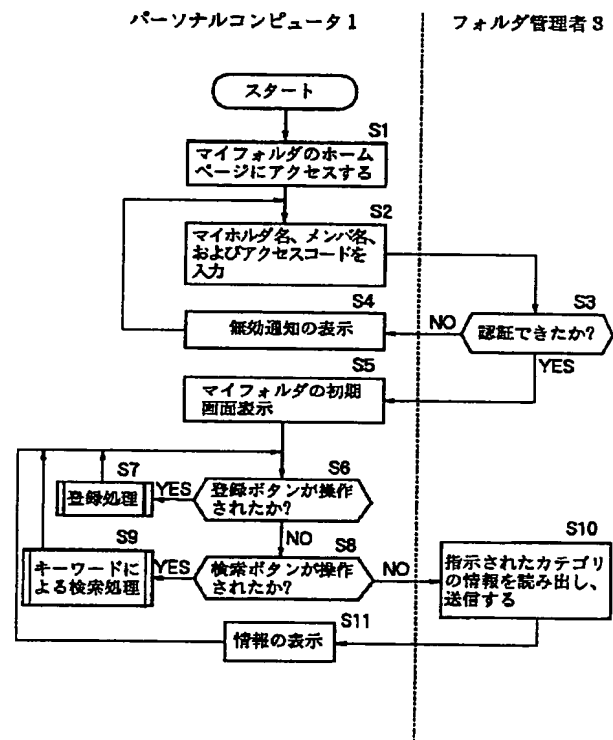 パーソナルコンピュータ1
フォルダ管理者3
スタート
S1
マイフォルダのホーム
ページにアクセスする
S2
マイホルダ名、メンバ名、
およびアクセスコードを
入力
S3
認証できたか?
NO
YES
S4
無効通知の表示
S5
マイフォルダの初期
画面表示
S6
登録ボタンが操作
されたか?
YES
NO
S7
登録処理
S8
検索ボタンが操作
されたか?
YES
NO
S9
キーワードに
よる検索処理
S10
指示されたカテゴリ
の情報を読み出し、
送信する
S11
情報の表示